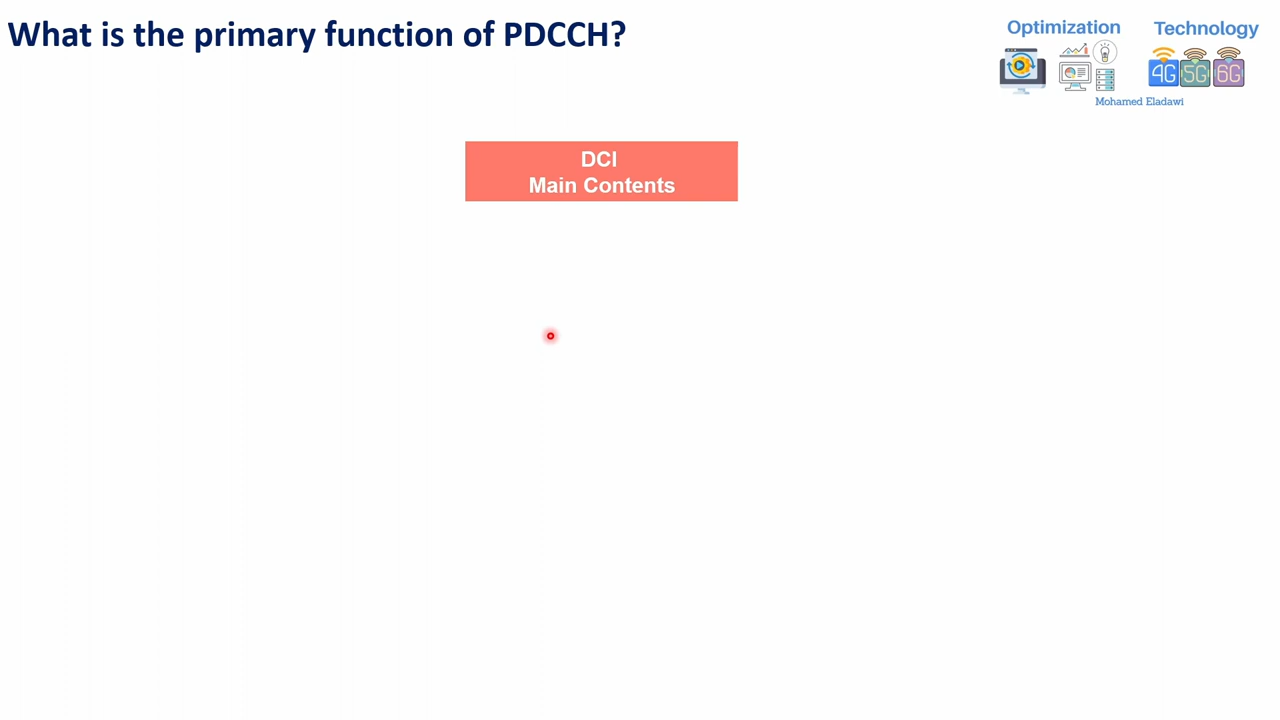 What is the primary function of PDCCH?
Optimization
Technology
4G 5G 6G
Mohamed Eladawi
DCI
Main Contents